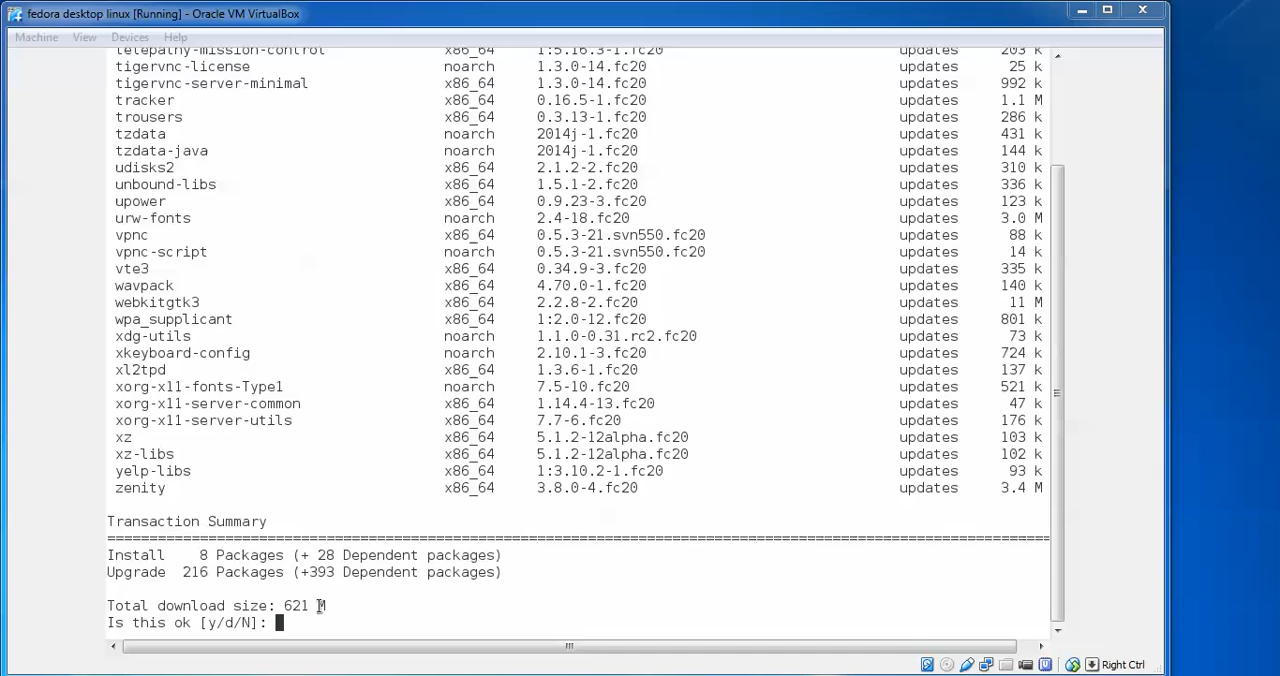 fedora desktop linux [Running] - Oracle VM VirtualBox
Machine View Devices Help
telepathy-mission-control x86_64 1:5.16.3-1.fc20 updates 203 k
tigervnc-license noarch 1.3.0-14.fc20 updates 25 k
tigervnc-server-minimal x86_64 1.3.0-14.fc20 updates 992 k
tracker x86_64 0.16.5-1.fc20 updates 1.1 M
trousers x86_64 0.3.13-1.fc20 updates 286 k
tzdata noarch 2014j-1.fc20 updates 431 k
tzdata-java noarch 2014j-1.fc20 updates 144 k
udisks2 x86_64 2.1.2-2.fc20 updates 310 k
unbound-libs x86_64 1.5.1-2.fc20 updates 336 k
upower x86_64 0.9.23-3.fc20 updates 123 k
urw-fonts noarch 2.4-18.fc20 updates 3.0 M
vpnc x86_64 0.5.3-21.svn550.fc20 updates 88 k
vpnc-script noarch 0.5.3-21.svn550.fc20 updates 14 k
vte3 x86_64 0.34.9-3.fc20 updates 335 k
wavpack x86_64 4.70.0-1.fc20 updates 140 k
webkitgtk3 x86_64 2.2.8-2.fc20 updates 11 M
wpa_supplicant x86_64 1:2.0-12.fc20 updates 801 k
xdg-utils noarch 1.1.0-0.31.rc2.fc20 updates 73 k
xkeyboard-config noarch 2.10.1-3.fc20 updates 724 k
xl2tpd x86_64 1.3.6-1.fc20 updates 137 k
xorg-x11-fonts-Type1 noarch 7.5-10.fc20 updates 521 k
xorg-x11-server-common x86_64 1.14.4-13.fc20 updates 47 k
xorg-x11-server-utils x86_64 7.7-6.fc20 updates 176 k
xz x86_64 5.1.2-12alpha.fc20 updates 103 k
xz-libs x86_64 5.1.2-12alpha.fc20 updates 102 k
yelp-libs x86_64 1:3.10.2-1.fc20 updates 93 k
zenity x86_64 3.8.0-4.fc20 updates 3.4 M
Transaction Summary
Install 8 Packages (+ 28 Dependent packages)
Upgrade 216 Packages (+393 Dependent packages)
Total download size: 621 M
Is this ok [y/d/N]:
Right Ctrl